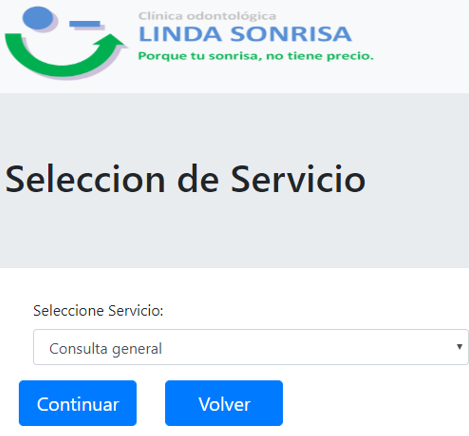 Clínica odontológica
LINDA SONRISA
Porque tu sonrisa, no tiene precio.
Seleccion de Servicio
Seleccione Servicio:
Consulta general
Continuar
Volver